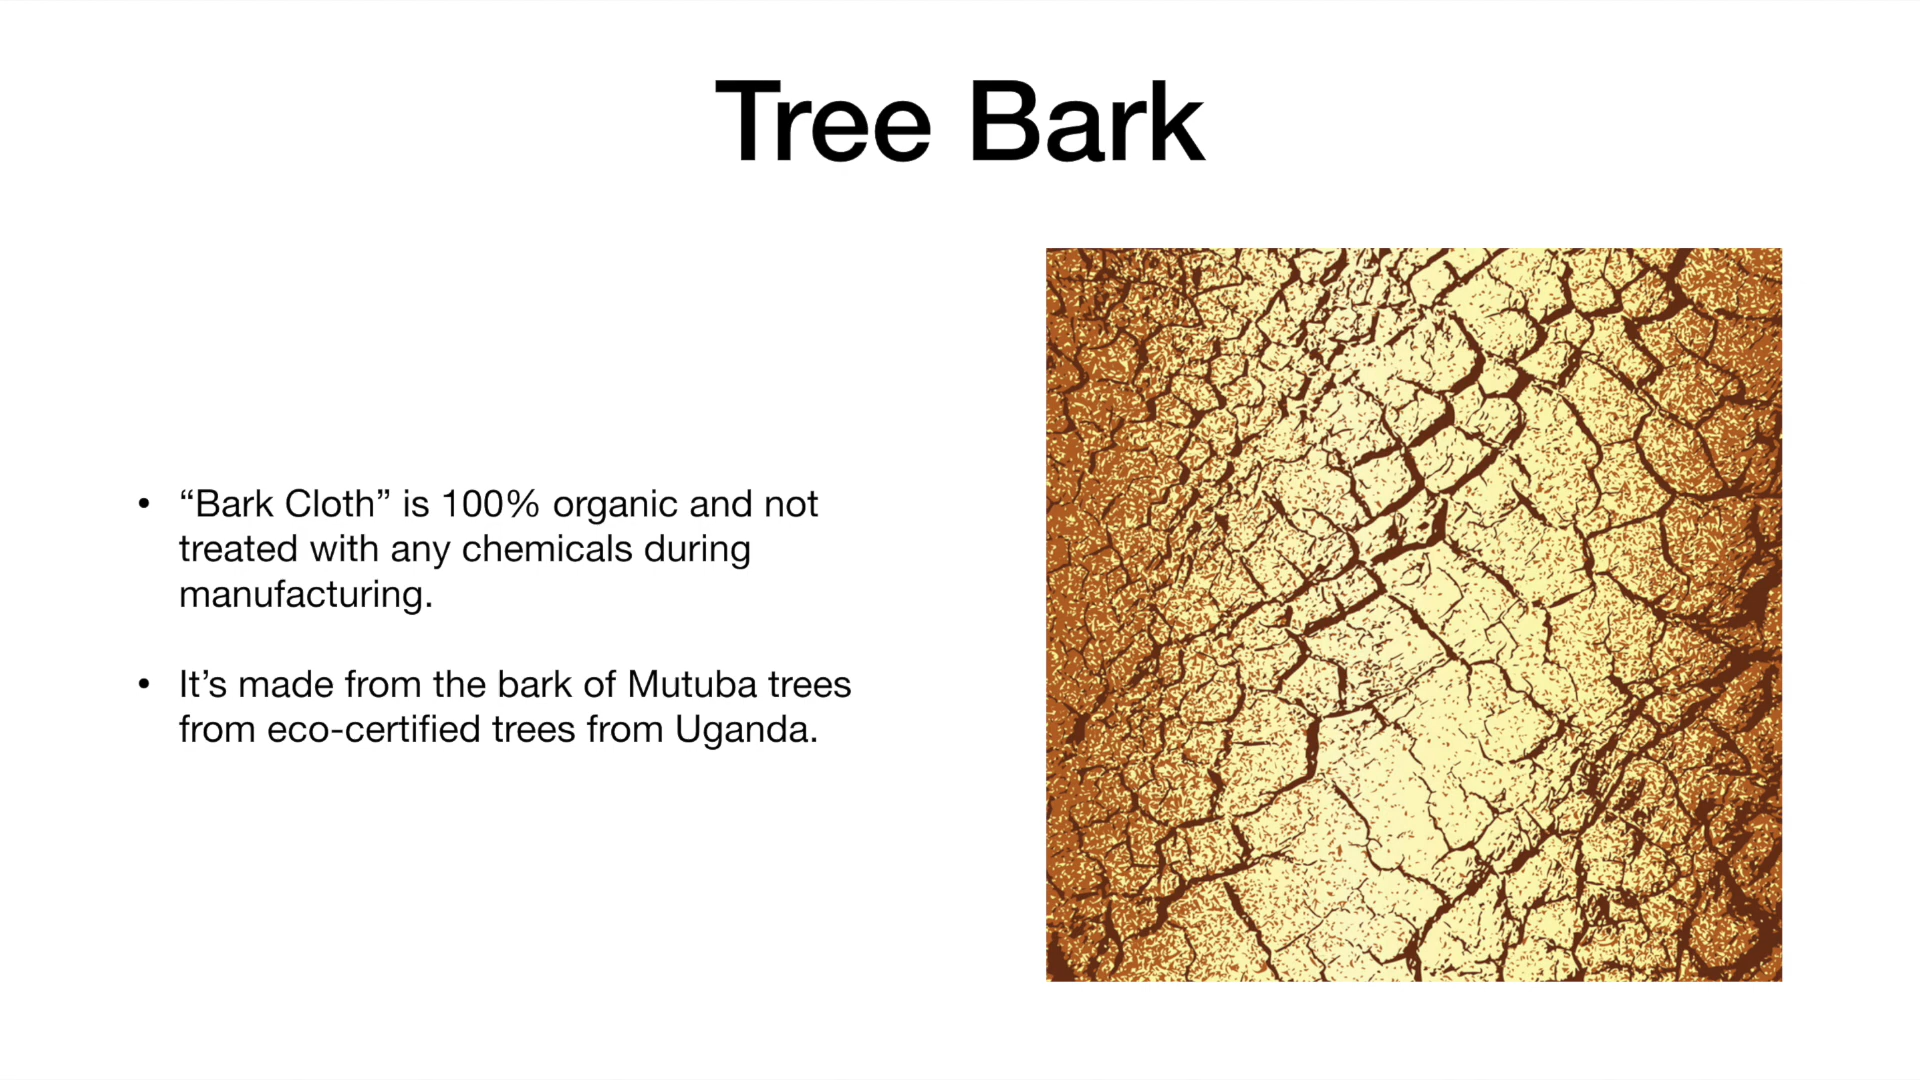 Tree Bark
• “Bark Cloth” is 100% organic and not
treated with any chemicals during
manufacturing.
• It’s made from the bark of Mutuba trees
from eco-certified trees from Uganda.